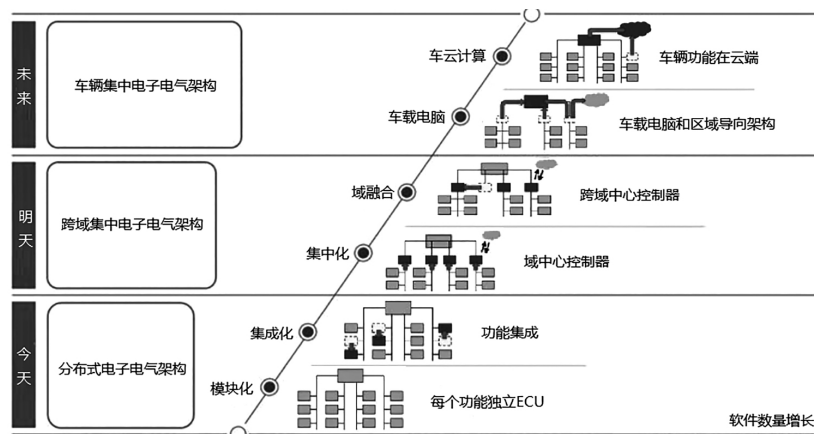 未来
车辆集中电子电气架构
车云计算
车辆功能在云端
车载电脑
车载电脑和区域导向架构
明天
跨域集中电子电气架构
域融合
跨域中心控制器
集中化
域中心控制器
今天
分布式电子电气架构
集成化
功能集成
模块化
每个功能独立ECU
软件数量增长